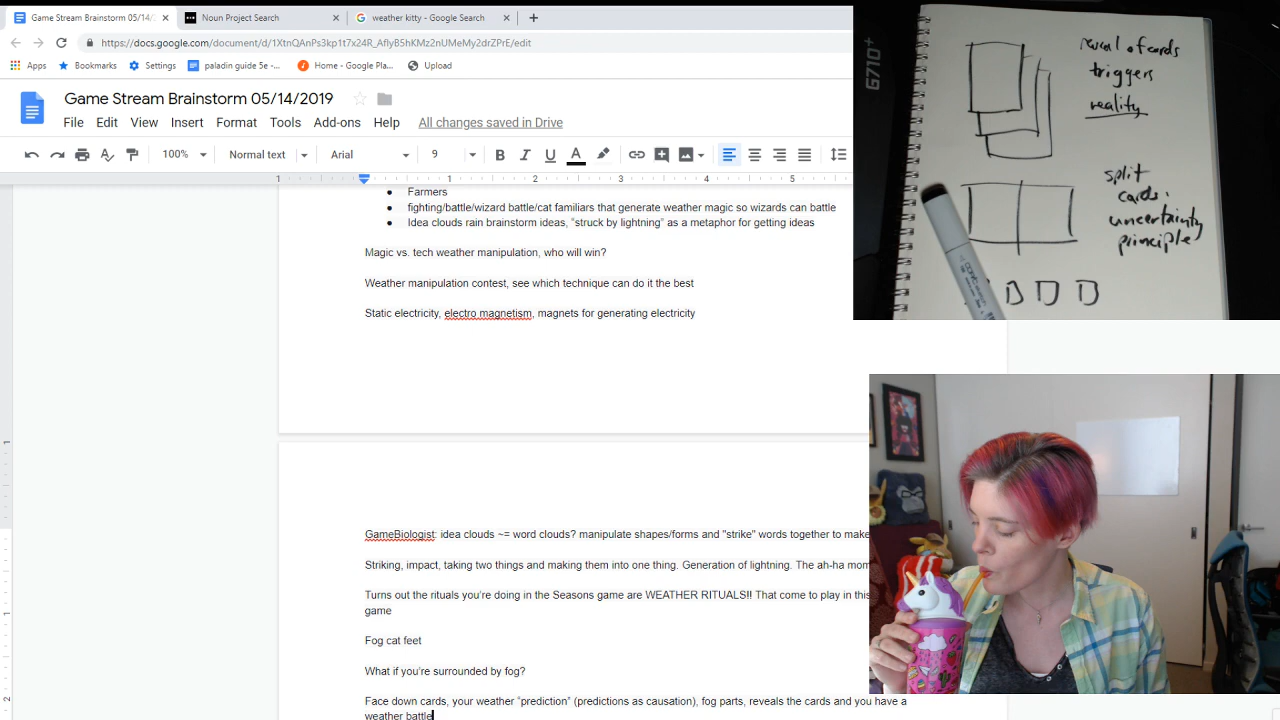 Game Stream Brainstorm 05/14/
Noun Project Search
weather kitty - Google Search
https://docs.google.com/document/d/1XtnQAnPs3kp1t7x24R_AflyB5hKMz2nUMeMy2drZPrE/edit
Apps
Bookmarks
Settings
paladin guide 5e -...
Home - Google Pla...
Upload
Game Stream Brainstorm 05/14/2019
File Edit View Insert Format Tools Add-ons Help All changes saved in Drive
100% Normal text Arial 9 B I U A
1 1 2 3 4 5
Farmers
fighting/battle/wizard battle/cat familiars that generate weather magic so wizards can battle
Idea clouds rain brainstorm ideas, "struck by lightning" as a metaphor for getting ideas
Magic vs. tech weather manipulation, who will win?
Weather manipulation contest, see which technique can do it the best
Static electricity, electro magnetism, magnets for generating electricity
GameBiologist: idea clouds ~= word clouds? manipulate shapes/forms and "strike" words together to make
Striking, impact, taking two things and making them into one thing. Generation of lightning. The ah-ha mom
Turns out the rituals you're doing in the Seasons game are WEATHER RITUALS!! That come to play in this
game
Fog cat feet
What if you're surrounded by fog?
Face down cards, your weather "prediction" (predictions as causation), fog parts, reveals the cards and you have a
weather battle
1
1
2
G710+
reveal of cards
triggers
reality
split
cards.
uncertainty
principle